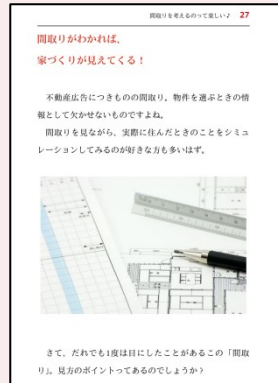 間取りを考えるのって楽しい♪ 27
間取りがわかれば、
家づくりが見えてくる！
不動産広告につきものの間取り。物件を選ぶときの情
報として欠かせないものですよね。
間取りを見ながら、実際に住んだときのことをシミュ
レーションしてみるのが好きな方も多いはず。
さて、だれでも1度は目にしたことがあるこの「間取
り」。見方のポイントってあるのでしょうか？